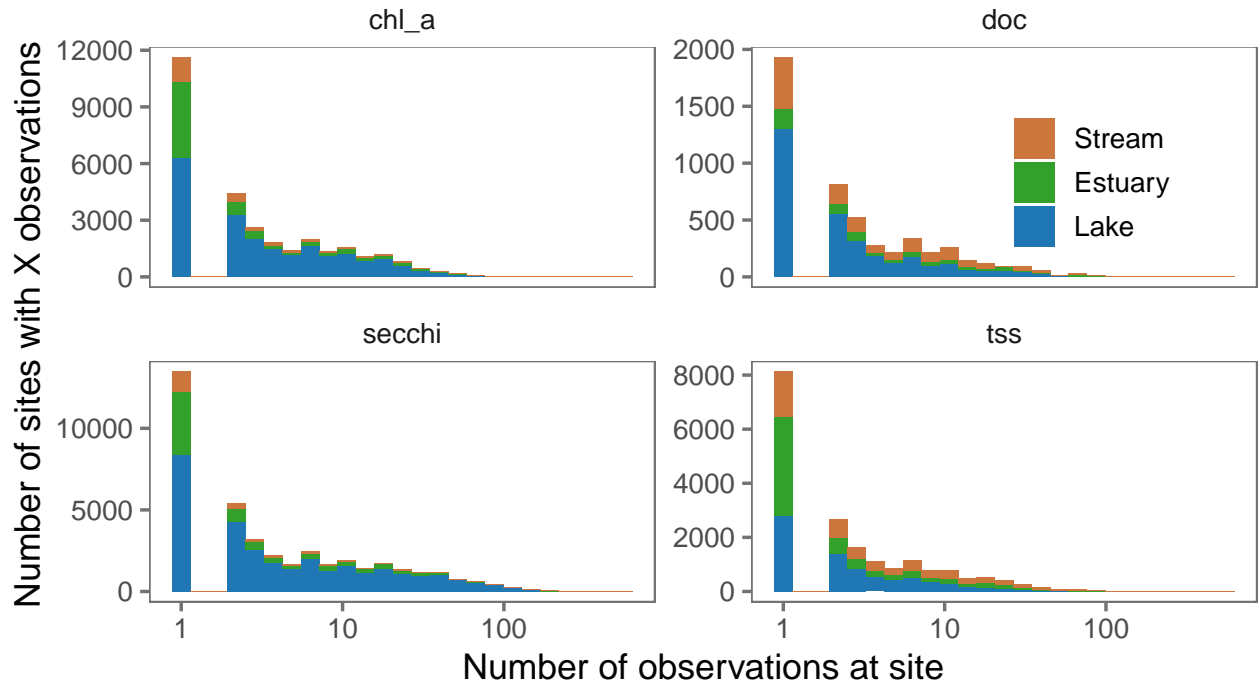 chl_a
doc
Number of sites with X observations
12000
9000
6000
3000
0
2000
1500
1000
500
0
Stream
Estuary
Lake
secchi
tss
10000
5000
0
8000
6000
4000
2000
0
1 10 100
1 10 100
Number of observations at site